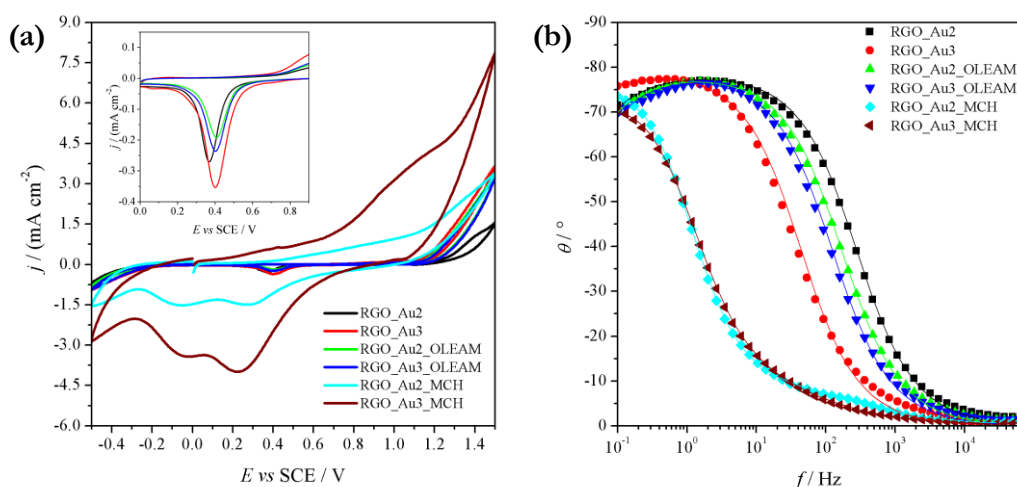 (a)
9.0
7.5
6.0
4.5
3.0
1.5
0.0
-1.5
-3.0
-4.5
-6.0
j / (mA cm⁻²)
0.1
0.0
-0.1
-0.2
-0.3
-0.4
j / (mA cm⁻²)
0.0 0.2 0.4 0.6 0.8
E vs SCE / V
RGO_Au2
RGO_Au3
RGO_Au2_OLEAM
RGO_Au3_OLEAM
RGO_Au2_MCH
RGO_Au3_MCH
-0.4 -0.2 0.0 0.2 0.4 0.6 0.8 1.0 1.2 1.4
E vs SCE / V
(b)
-90
-80
-70
-60
-50
-40
-30
-20
-10
0
θ / °
RGO_Au2
RGO_Au3
RGO_Au2_OLEAM
RGO_Au3_OLEAM
RGO_Au2_MCH
RGO_Au3_MCH
10⁻¹ 10⁰ 10¹ 10² 10³ 10⁴
f / Hz